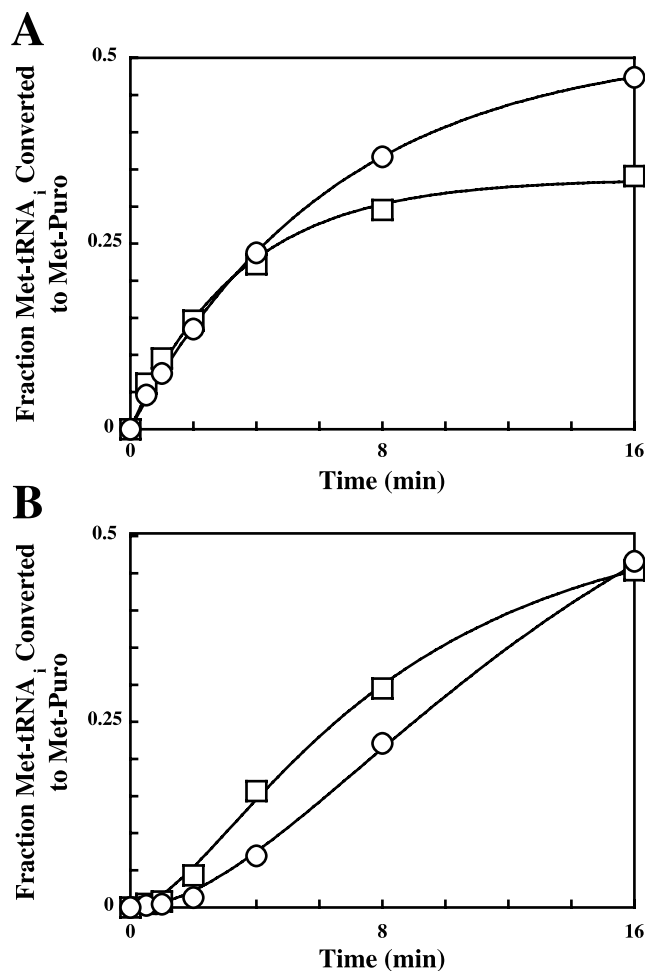 A
0.5
0.25
0
Fraction Met-tRNAi Converted
to Met-Puro
0
8
16
Time (min)
B
0.5
0.25
0
Fraction Met-tRNAi Converted
to Met-Puro
0
8
16
Time (min)